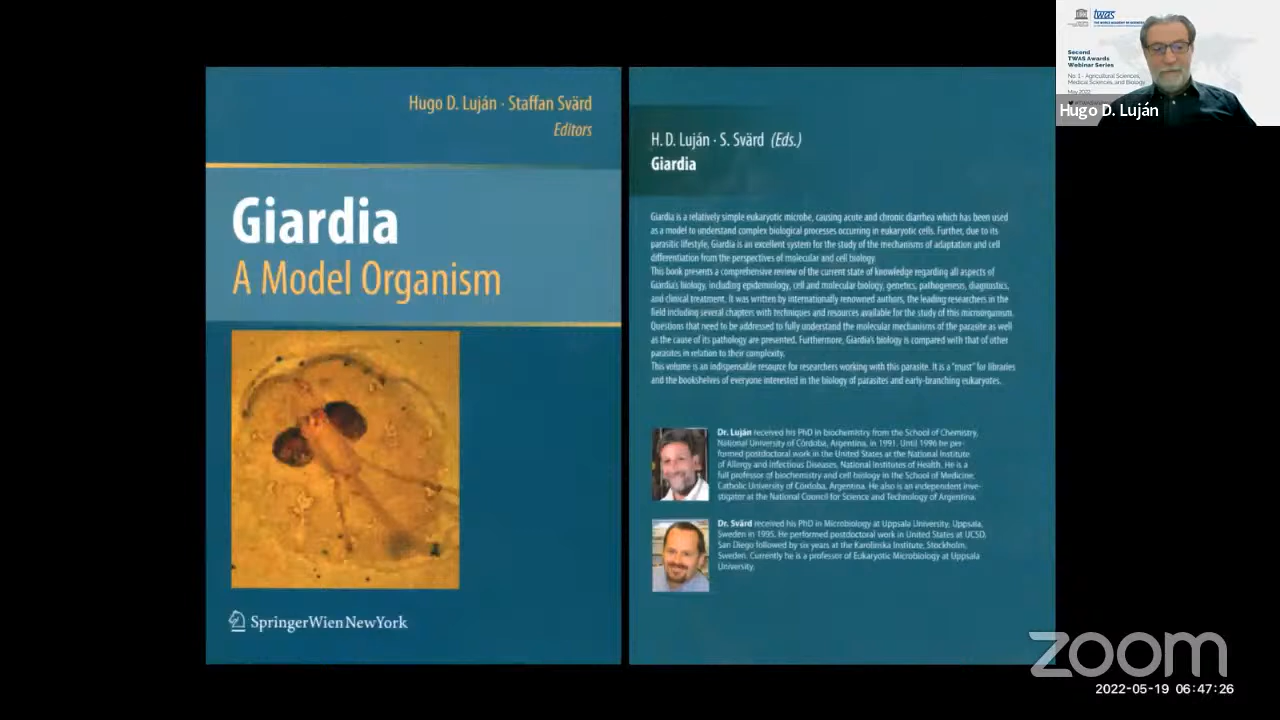 Hugo D. Luján · Staffan Svärd
Editors
Giardia
A Model Organism
SpringerWienNewYork
H. D. Luján · S. Svärd (Eds.)
Giardia
Giardia is a relatively simple eukaryotic microbe, causing acute and chronic diarrhea which has been used
as a model to understand complex biological processes occurring in eukaryotic cells. Further, due to its
parasitic lifestyle, Giardia is an excellent system for the study of the mechanisms of adaptation and cell
differentiation from the perspectives of molecular and cell biology.
This book presents a comprehensive review of the current state of knowledge regarding all aspects of
Giardia's biology, including epidemiology, cell and molecular biology, genetics, pathogenesis, diagnostics,
and clinical treatment. It was written by internationally renowned authors, the leading researchers in the
field including several chapters with techniques and resources available for the study of this microorganism.
Questions that need to be addressed to fully understand the molecular mechanisms of the parasite as well
as the cause of its pathology are presented. Furthermore, Giardia's biology is compared with that of other
parasites in relation to their complexity.
This volume is an indispensable resource for researchers working with this parasite. It is a "must" for libraries
and the bookshelves of everyone interested in the biology of parasites and early-branching eukaryotes.
Dr. Luján received his PhD in biochemistry from the School of Chemistry,
National University of Córdoba, Argentina, in 1991. Until 1996 he per-
formed postdoctoral work in the United States at the National Institute
of Allergy and Infectious Diseases, National Institutes of Health. He is a
full professor of biochemistry and cell biology in the School of Medicine,
Catholic University of Córdoba, Argentina. He also is an independent inve-
stigator at the National Council for Science and Technology of Argentina.
Dr. Svärd received his PhD in Microbiology at Uppsala University, Uppsala,
Sweden in 1995. He performed postdoctoral work in United States at UCSD,
San Diego followed by six years at the Karolinska Institute, Stockholm,
Sweden. Currently he is a professor of Eukaryotic Microbiology at Uppsala
University.
twas
Second
TWAS Awards
Webinar Series
No. 1 - Agricultural Sciences,
Medical Sciences, and Biology
May 2022
Hugo D. Luján
zoom
2022-05-19 06:47:26